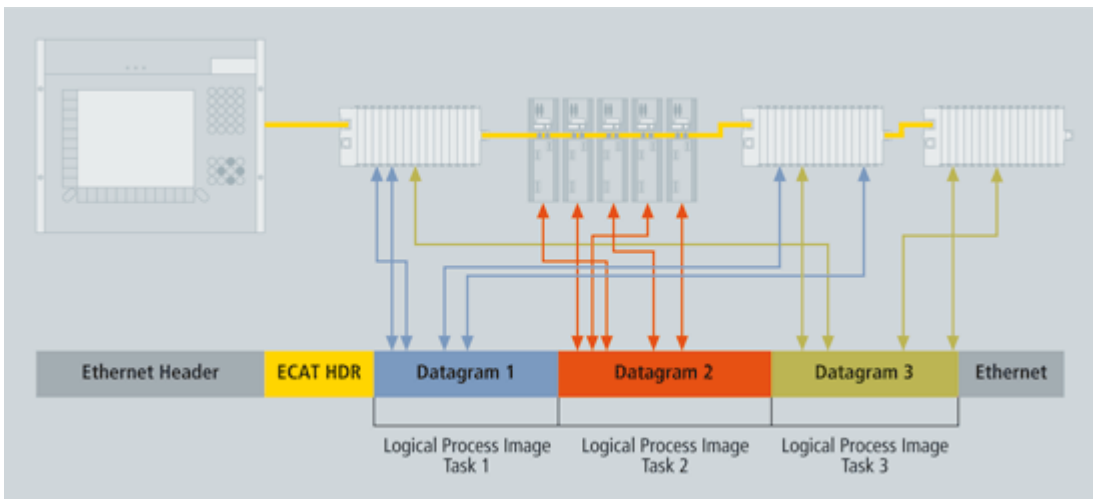 Ethernet Header
ECAT HDR
Datagram 1
Datagram 2
Datagram 3
Ethernet
Logical Process Image
Task 1
Logical Process Image
Task 2
Logical Process Image
Task 3